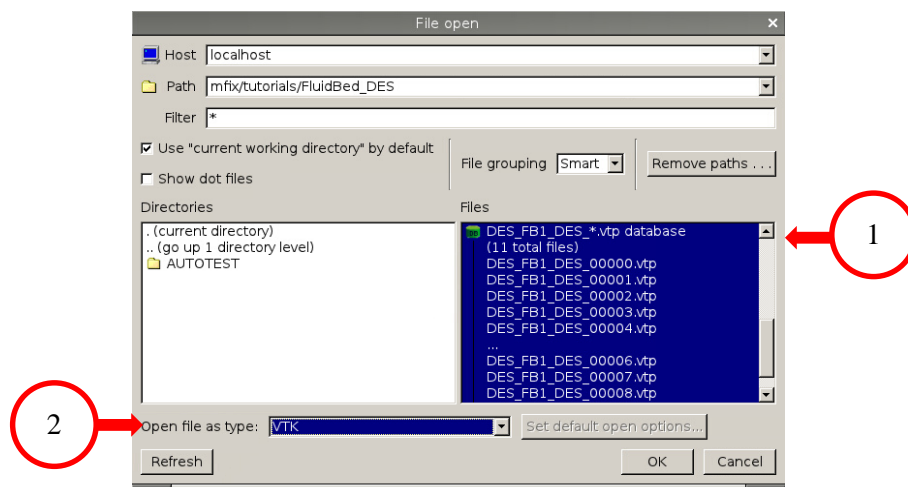 File open
Host localhost
Path mfix/tutorials/FluidBed_DES
Filter *
Use "current working directory" by default
Show dot files
File grouping Smart
Remove paths . . .
Directories
. (current directory)
.. (go up 1 directory level)
AUTOTEST
Files
DES_FB1_DES_*.vtp database
(11 total files)
DES_FB1_DES_00000.vtp
DES_FB1_DES_00001.vtp
DES_FB1_DES_00002.vtp
DES_FB1_DES_00003.vtp
DES_FB1_DES_00004.vtp
...
DES_FB1_DES_00006.vtp
DES_FB1_DES_00007.vtp
DES_FB1_DES_00008.vtp
1
2
Open file as type: VTK
Set default open options...
Refresh
OK
Cancel